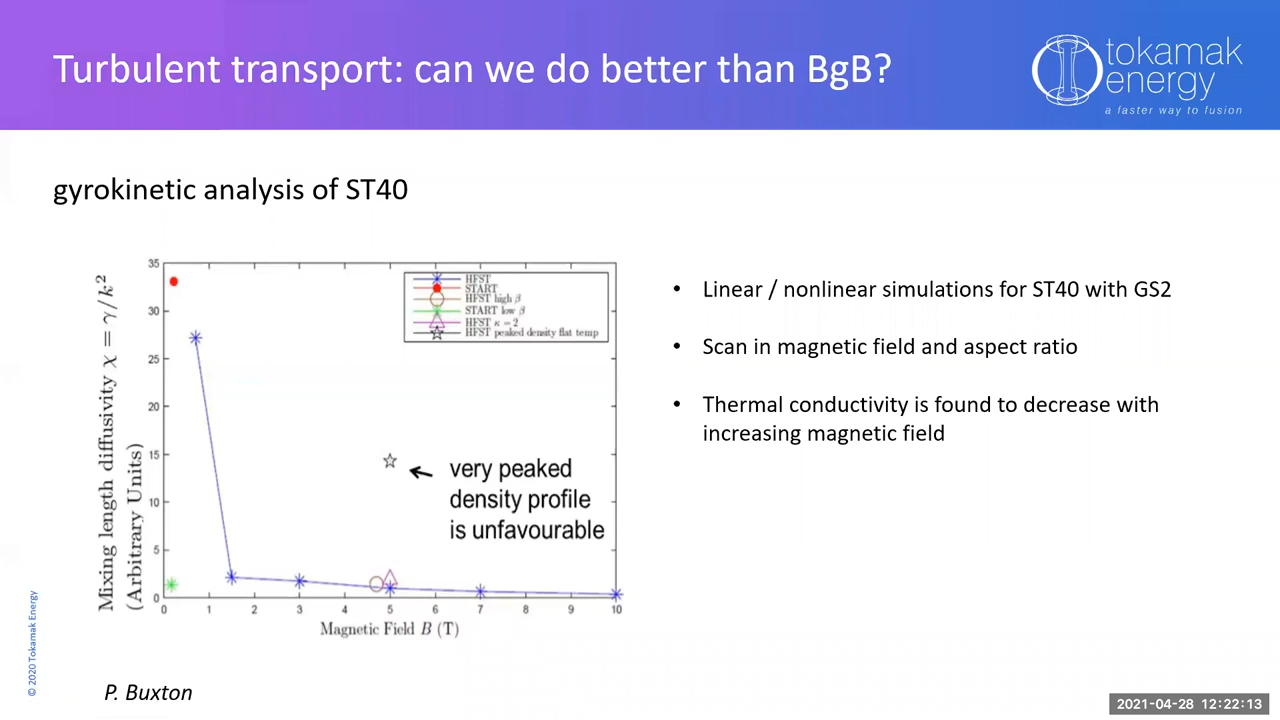 Turbulent transport: can we do better than BgB?
tokamak
energy
a faster way to fusion
gyrokinetic analysis of ST40
Mixing length diffusivity χ = γ/k²
(Arbitrary Units)
35
30
25
20
15
10
5
0
HFST
START
HFST high β
START low β
HFST κ = 2
HFST peaked density flat temp
very peaked
density profile
is unfavourable
0 1 2 3 4 5 6 7 8 9 10
Magnetic Field B (T)
• Linear / nonlinear simulations for ST40 with GS2
• Scan in magnetic field and aspect ratio
• Thermal conductivity is found to decrease with
increasing magnetic field
© 2020 Tokamak Energy
P. Buxton
2021-04-28 12:22:13